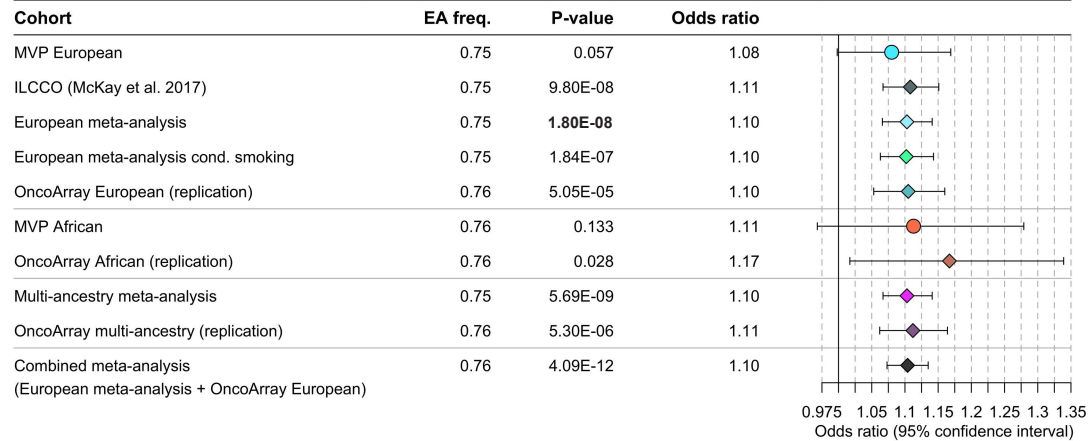 Cohort EA freq. P-value Odds ratio
MVP European 0.75 0.057 1.08
ILCCO (McKay et al. 2017) 0.75 9.80E-08 1.11
European meta-analysis 0.75 1.80E-08 1.10
European meta-analysis cond. smoking 0.75 1.84E-07 1.10
OncoArray European (replication) 0.76 5.05E-05 1.10
MVP African 0.76 0.133 1.11
OncoArray African (replication) 0.76 0.028 1.17
Multi-ancestry meta-analysis 0.75 5.69E-09 1.10
OncoArray multi-ancestry (replication) 0.76 5.30E-06 1.11
Combined meta-analysis 0.76 4.09E-12 1.10
(European meta-analysis + OncoArray European)
0.975 1.05 1.1 1.15 1.2 1.25 1.3 1.35
Odds ratio (95% confidence interval)